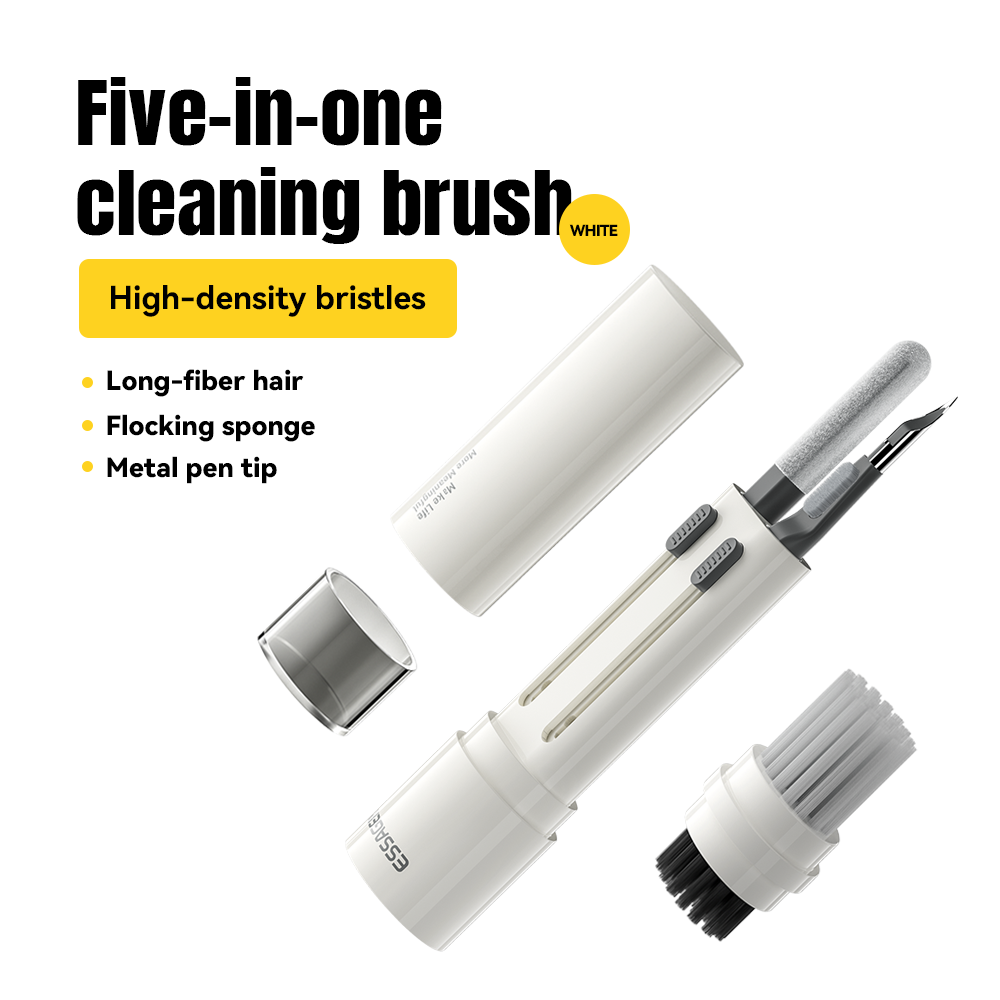 Five-in-one
cleaning brush
WHITE
High-density bristles
Long-fiber hair
Flocking sponge
Metal pen tip
Make Life
More Meaningful